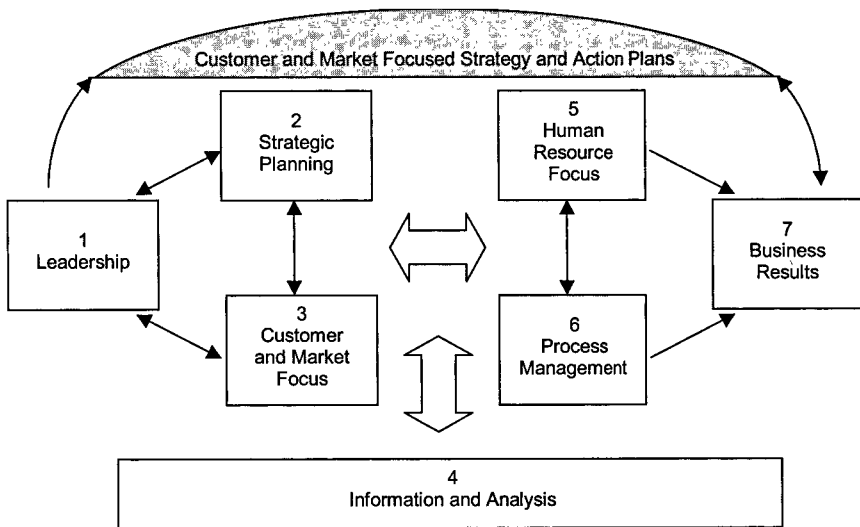 Customer and Market Focused Strategy and Action Plans
2
Strategic
Planning
5
Human
Resource
Focus
1
Leadership
7
Business
Results
3
Customer
and Market
Focus
6
Process
Management
4
Information and Analysis